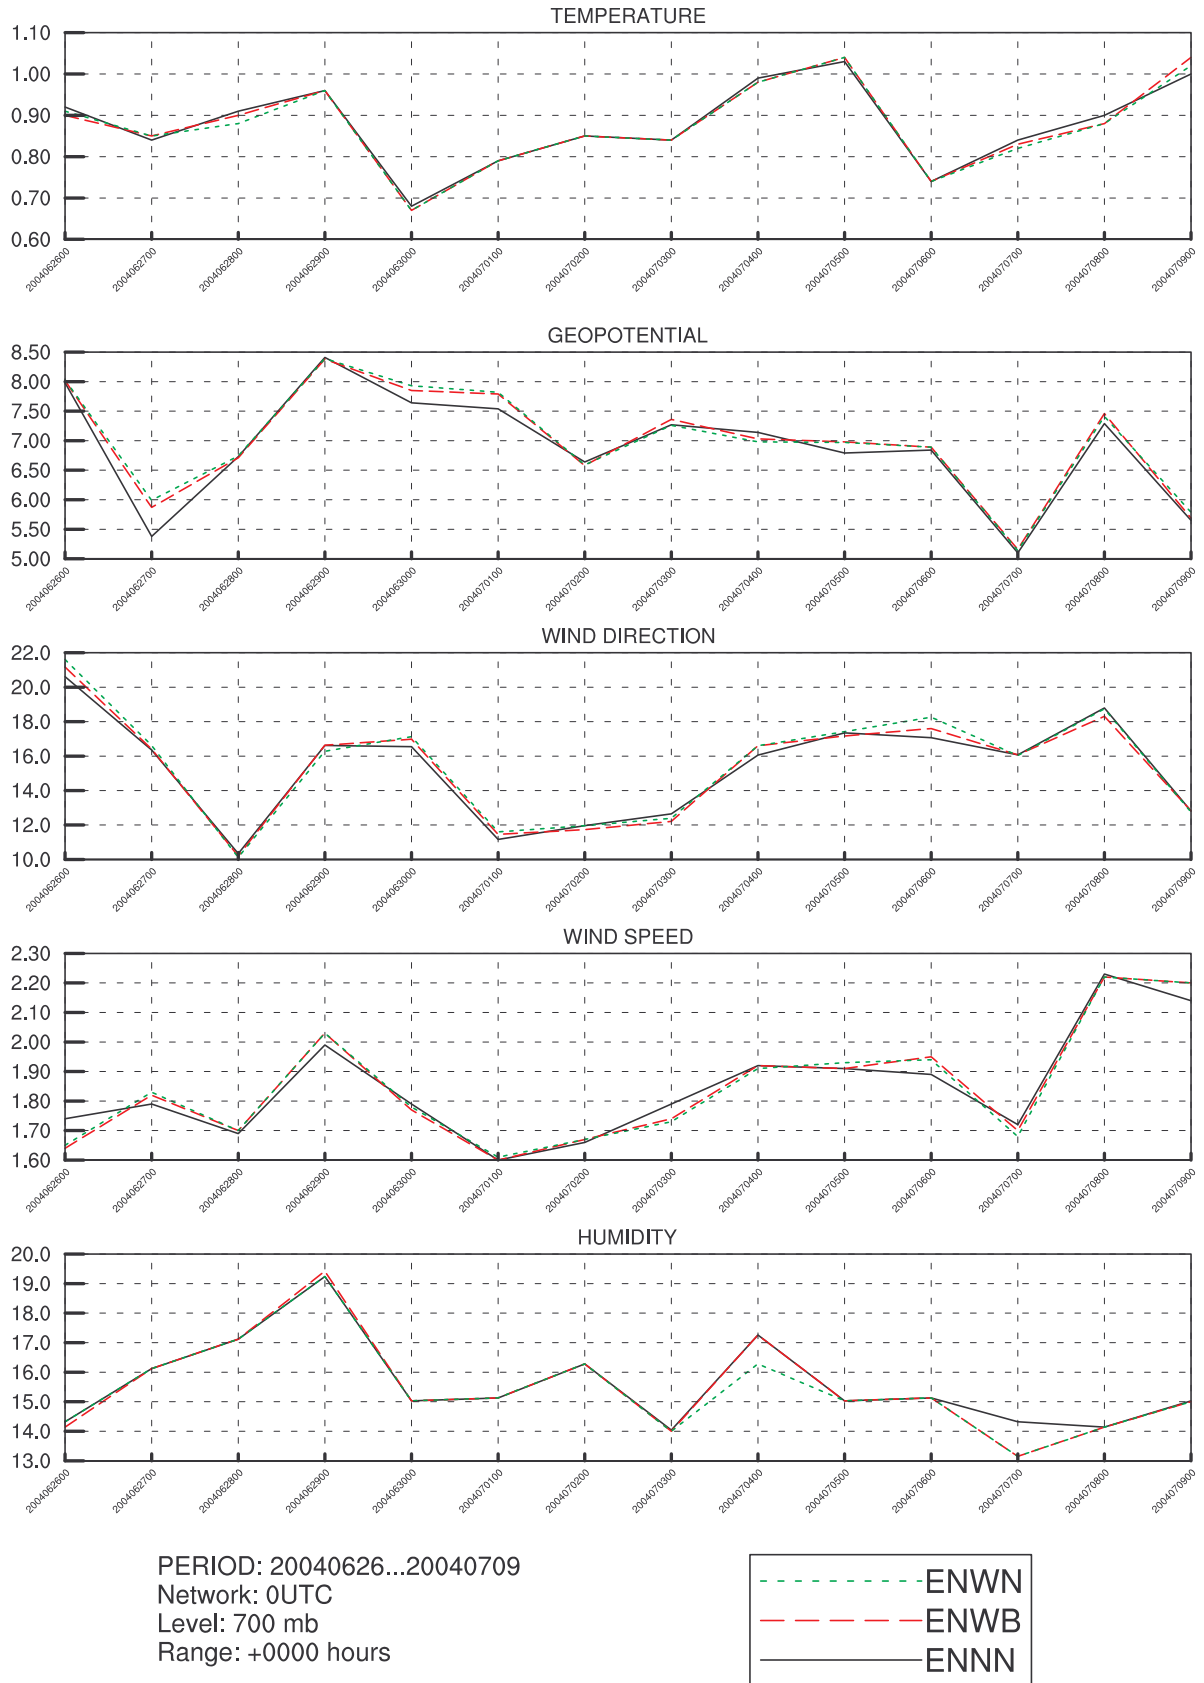 TEMPERATURE
1.10
1.00
0.90
0.80
0.70
0.60
2004062600 2004062700 2004062800 2004062900 2004063000 2004070100 2004070200 2004070300 2004070400 2004070500 2004070600 2004070700 2004070800 2004070900
GEOPOTENTIAL
8.50
8.00
7.50
7.00
6.50
6.00
5.50
5.00
2004062600 2004062700 2004062800 2004062900 2004063000 2004070100 2004070200 2004070300 2004070400 2004070500 2004070600 2004070700 2004070800 2004070900
WIND DIRECTION
22.0
20.0
18.0
16.0
14.0
12.0
10.0
2004062600 2004062700 2004062800 2004062900 2004063000 2004070100 2004070200 2004070300 2004070400 2004070500 2004070600 2004070700 2004070800 2004070900
WIND SPEED
2.30
2.20
2.10
2.00
1.90
1.80
1.70
1.60
2004062600 2004062700 2004062800 2004062900 2004063000 2004070100 2004070200 2004070300 2004070400 2004070500 2004070600 2004070700 2004070800 2004070900
HUMIDITY
20.0
19.0
18.0
17.0
16.0
15.0
14.0
13.0
2004062600 2004062700 2004062800 2004062900 2004063000 2004070100 2004070200 2004070300 2004070400 2004070500 2004070600 2004070700 2004070800 2004070900
PERIOD: 20040626...20040709
Network: 0UTC
Level: 700 mb
Range: +0000 hours
ENWN
ENWB
ENNN